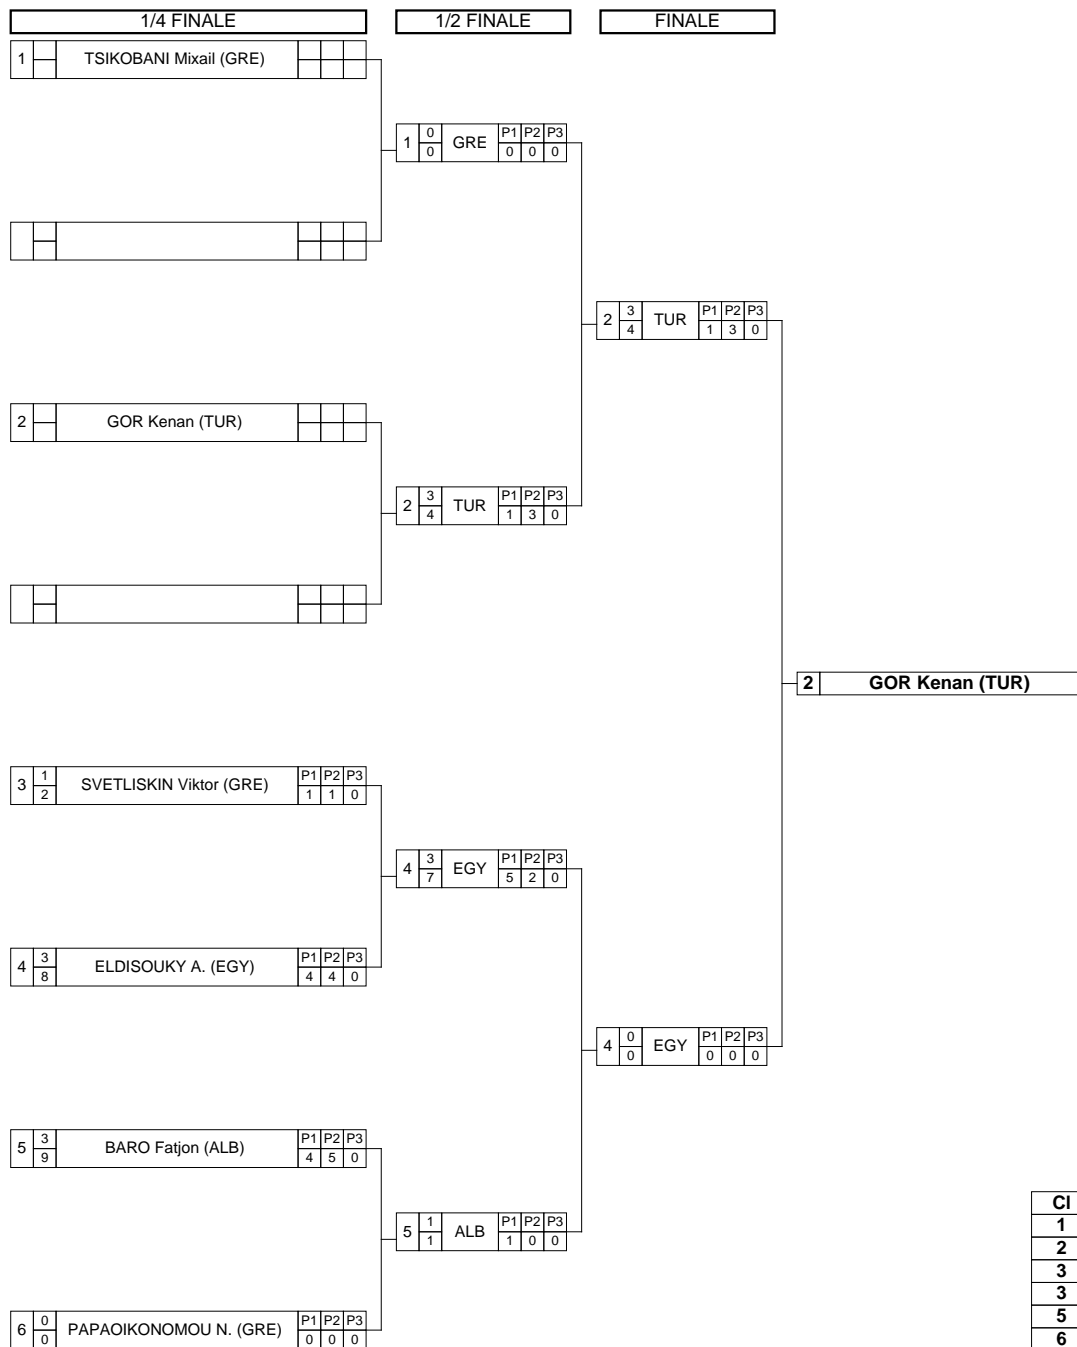 1/4 FINALE 1/2 FINALE FINALE
1 TSIKOBANI Mixail (GRE)
1 0 GRE P1 P2 P3
0 0 0 0
2 3 TUR P1 P2 P3
4 1 3 0
2 GOR Kenan (TUR)
2 3 TUR P1 P2 P3
4 1 3 0
2 GOR Kenan (TUR)
3 1 SVETLISKIN Viktor (GRE) P1 P2 P3
2 1 1 0
4 3 EGY P1 P2 P3
7 5 2 0
4 3 ELDISOUKY A. (EGY) P1 P2 P3
8 4 4 0
4 0 EGY P1 P2 P3
0 0 0 0
5 3 BARO Fatjon (ALB) P1 P2 P3
9 4 5 0
5 1 ALB P1 P2 P3
1 1 0 0
6 0 PAPAOIKONOMOU N. (GRE) P1 P2 P3
0 0 0 0
Cl
1
2
3
3
5
6